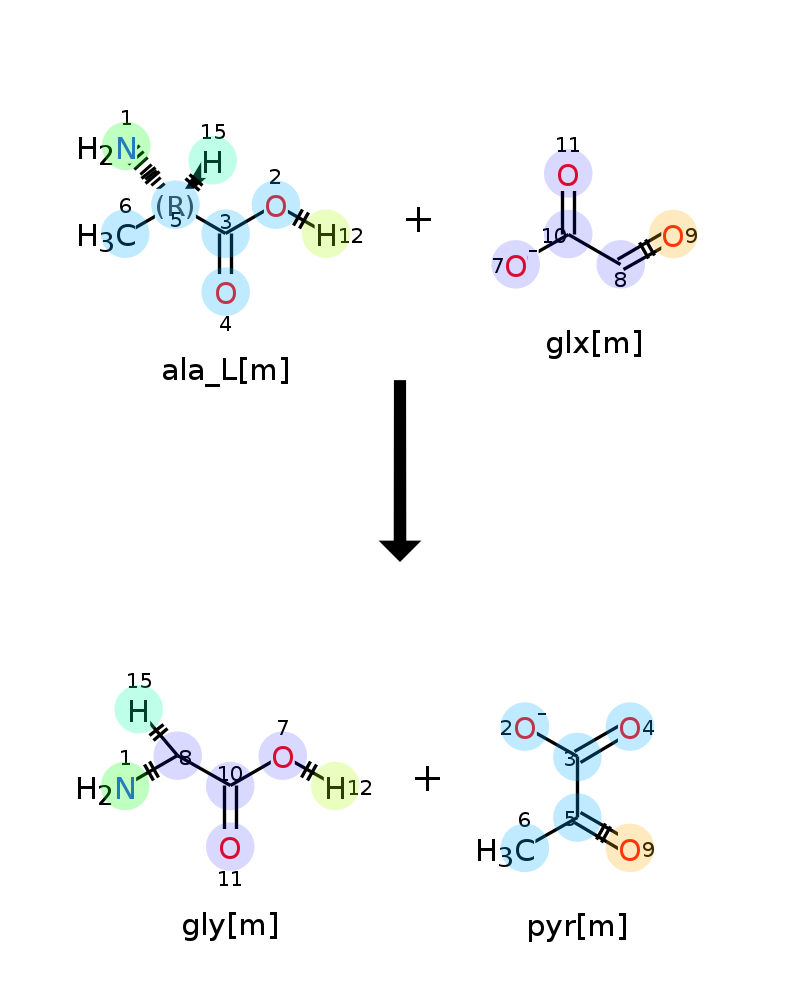 1
15
H2N
H
2
6
(R)
5
3
O
H3C
H12
O
4
ala_L[m]
+
11
O
10
O9
7O-
8
glx[m]
15
H
1
8
10
7
O
H2N
H12
O
11
gly[m]
+
2O-
O4
3
6
5
H3C
O9
pyr[m]